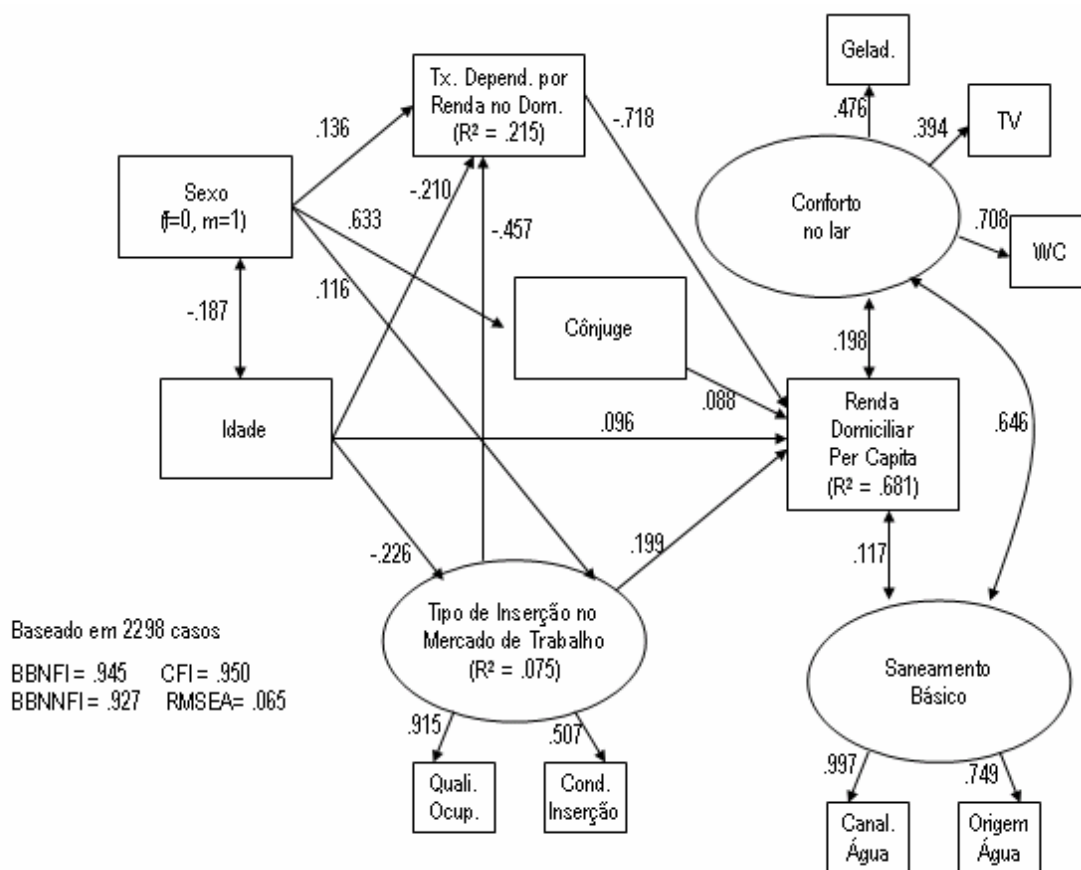 Gelad.
Tx. Depend. por
Renda no Dom.
(R² = .215)
.476
.394
TV
-.718
.136
Sexo
(f=0, m=1)
-.210
.633
-.457
Conforto
no lar
.708
WC
.116
-.187
Cônjuge
.198
.088
Idade
.096
Renda
Domiciliar
Per Capita
(R² = .681)
.646
-.226
.199
.117
Tipo de Inserção no
Mercado de Trabalho
(R² = .075)
Baseado em 2298 casos
BBNFI = .945 CFI = .950
BBNNFI = .927 RMSEA= .065
Saneamento
Básico
.915
.507
.997
.749
Quali.
Ocup.
Cond.
Inserção
Canal.
Água
Origem
Água